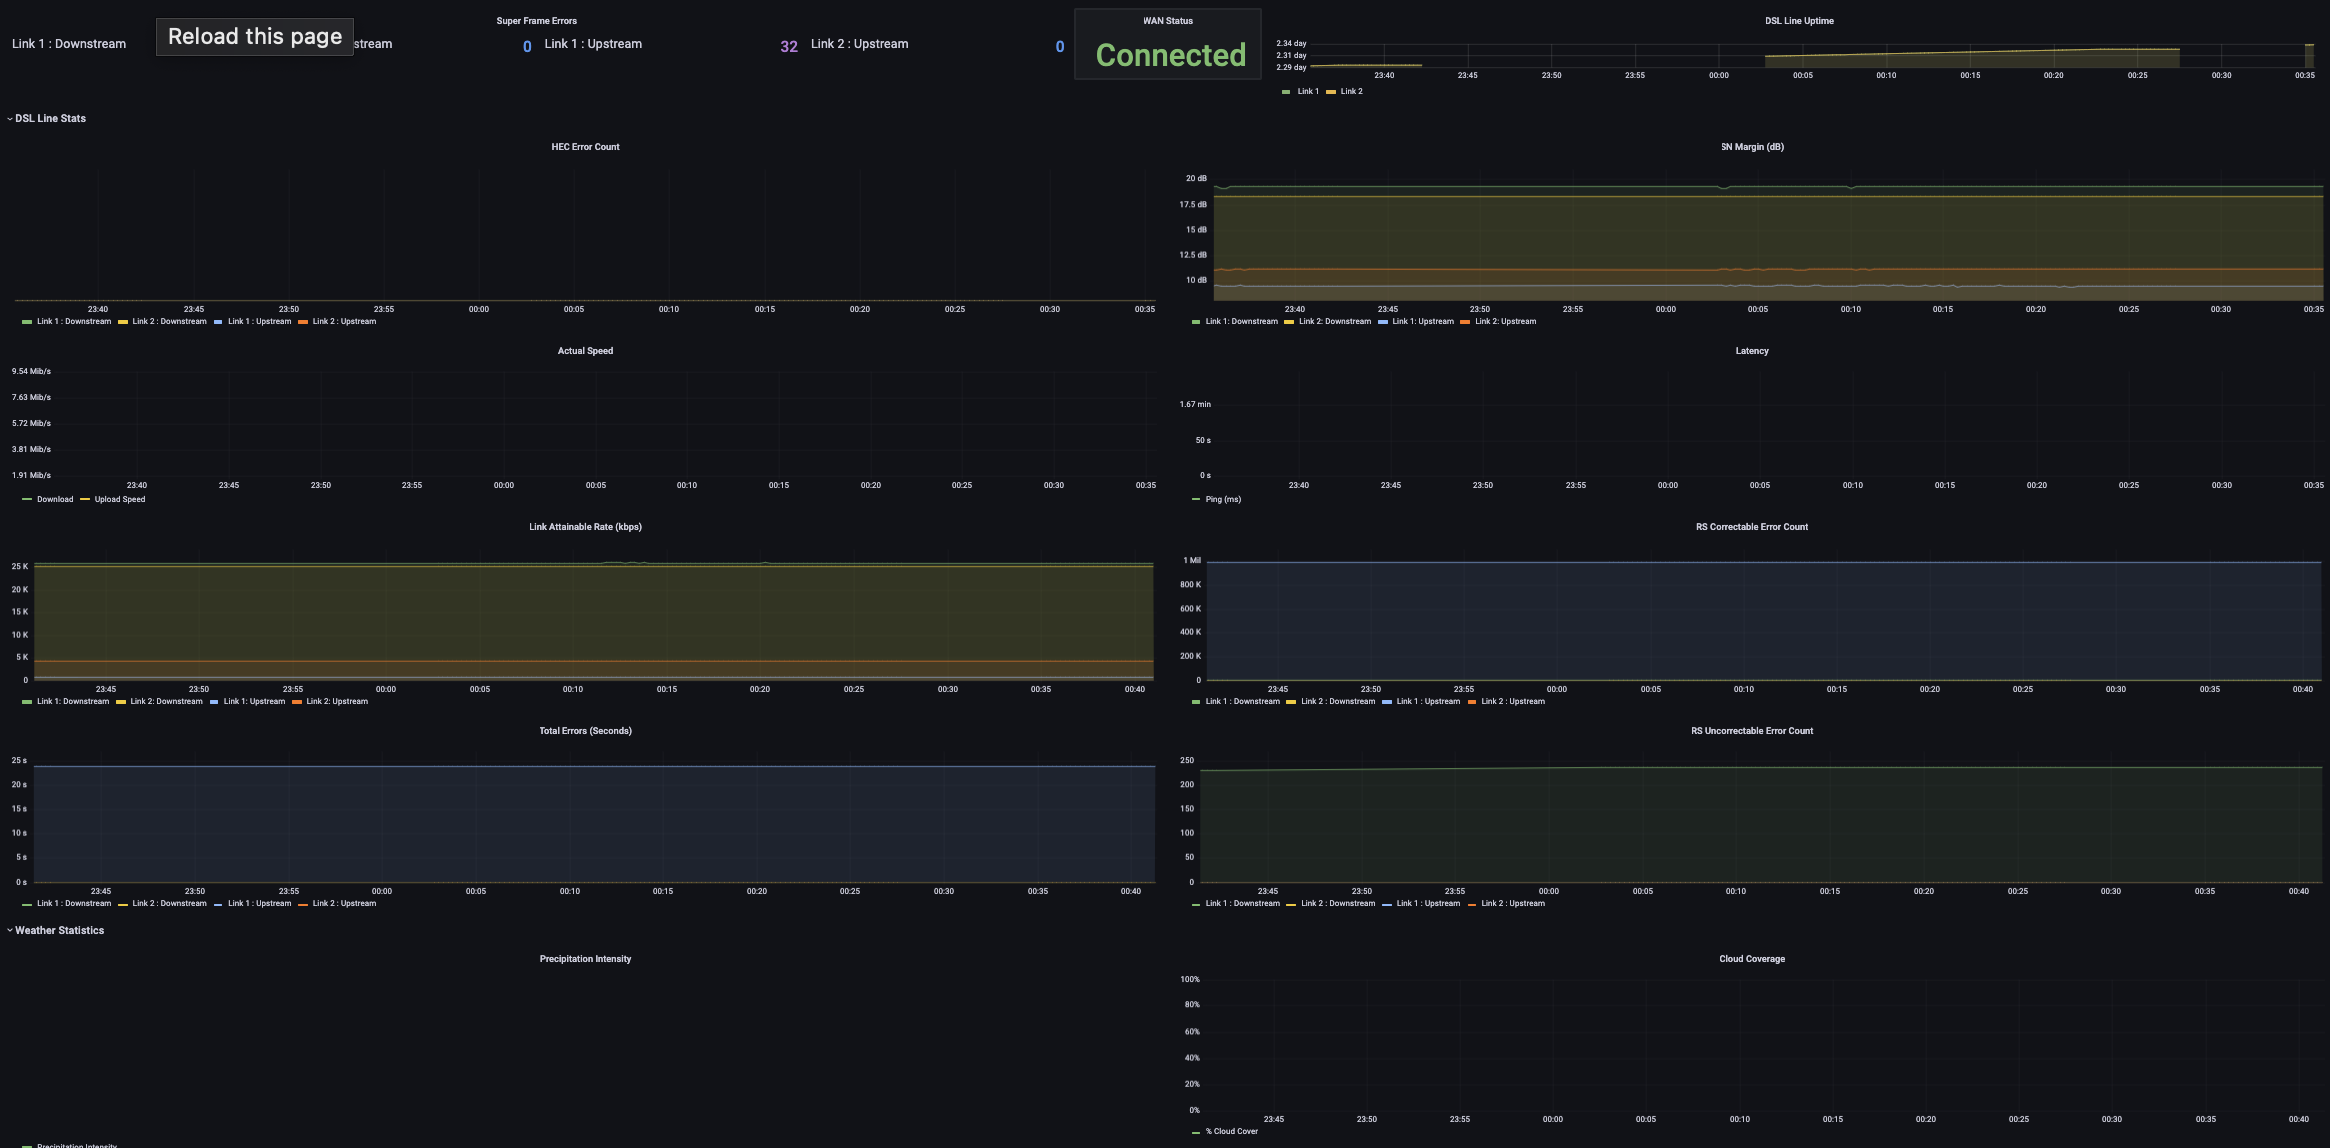 Super Frame Errors
Link 1 : Downstream
Reload this page
stream
0
Link 1 : Upstream
32
Link 2 : Upstream
0
WAN Status
Connected
DSL Line Uptime
2.34 day
2.31 day
2.29 day
23:40 23:45 23:50 23:55 00:00 00:05 00:10 00:15 00:20 00:25 00:30 00:35
Link 1 Link 2
DSL Line Stats
HEC Error Count
23:40 23:45 23:50 23:55 00:00 00:05 00:10 00:15 00:20 00:25 00:30 00:35
Link 1 : Downstream Link 2 : Downstream Link 1 : Upstream Link 2 : Upstream
SN Margin (dB)
20 dB
17.5 dB
15 dB
12.5 dB
10 dB
23:40 23:45 23:50 23:55 00:00 00:05 00:10 00:15 00:20 00:25 00:30 00:35
Link 1: Downstream Link 2: Downstream Link 1: Upstream Link 2: Upstream
Actual Speed
9.54 Mib/s
7.63 Mib/s
5.72 Mib/s
3.81 Mib/s
1.91 Mib/s
23:40 23:45 23:50 23:55 00:00 00:05 00:10 00:15 00:20 00:25 00:30 00:35
Download Upload Speed
Latency
1.67 min
50 s
0 s
23:40 23:45 23:50 23:55 00:00 00:05 00:10 00:15 00:20 00:25 00:30 00:35
Ping (ms)
Link Attainable Rate (kbps)
25 K
20 K
15 K
10 K
5 K
0
23:45 23:50 23:55 00:00 00:05 00:10 00:15 00:20 00:25 00:30 00:35 00:40
Link 1: Downstream Link 2: Downstream Link 1: Upstream Link 2: Upstream
RS Correctable Error Count
1 Mil
800 K
600 K
400 K
200 K
0
23:45 23:50 23:55 00:00 00:05 00:10 00:15 00:20 00:25 00:30 00:35 00:40
Link 1 : Downstream Link 2 : Downstream Link 1 : Upstream Link 2 : Upstream
Total Errors (Seconds)
25 s
20 s
15 s
10 s
5 s
0 s
23:45 23:50 23:55 00:00 00:05 00:10 00:15 00:20 00:25 00:30 00:35 00:40
Link 1 : Downstream Link 2 : Downstream Link 1 : Upstream Link 2 : Upstream
RS Uncorrectable Error Count
250
200
150
100
50
0
23:45 23:50 23:55 00:00 00:05 00:10 00:15 00:20 00:25 00:30 00:35 00:40
Link 1 : Downstream Link 2 : Downstream Link 1 : Upstream Link 2 : Upstream
Weather Statistics
Precipitation Intensity
Precipitation Intensity
Cloud Coverage
100%
80%
60%
40%
20%
0%
23:45 23:50 23:55 00:00 00:05 00:10 00:15 00:20 00:25 00:30 00:35 00:40
% Cloud Cover